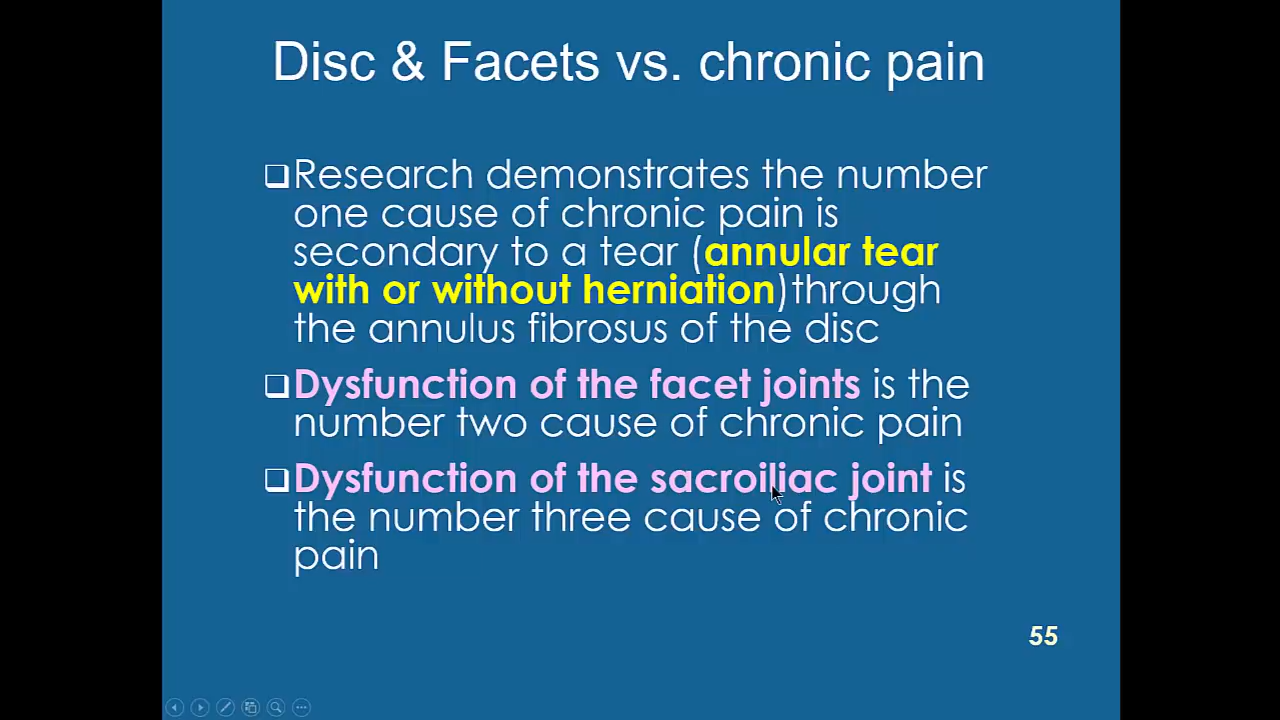 Disc & Facets vs. chronic pain
Research demonstrates the number
one cause of chronic pain is
secondary to a tear (annular tear
with or without herniation)through
the annulus fibrosus of the disc
Dysfunction of the facet joints is the
number two cause of chronic pain
Dysfunction of the sacroiliac joint is
the number three cause of chronic
pain
55